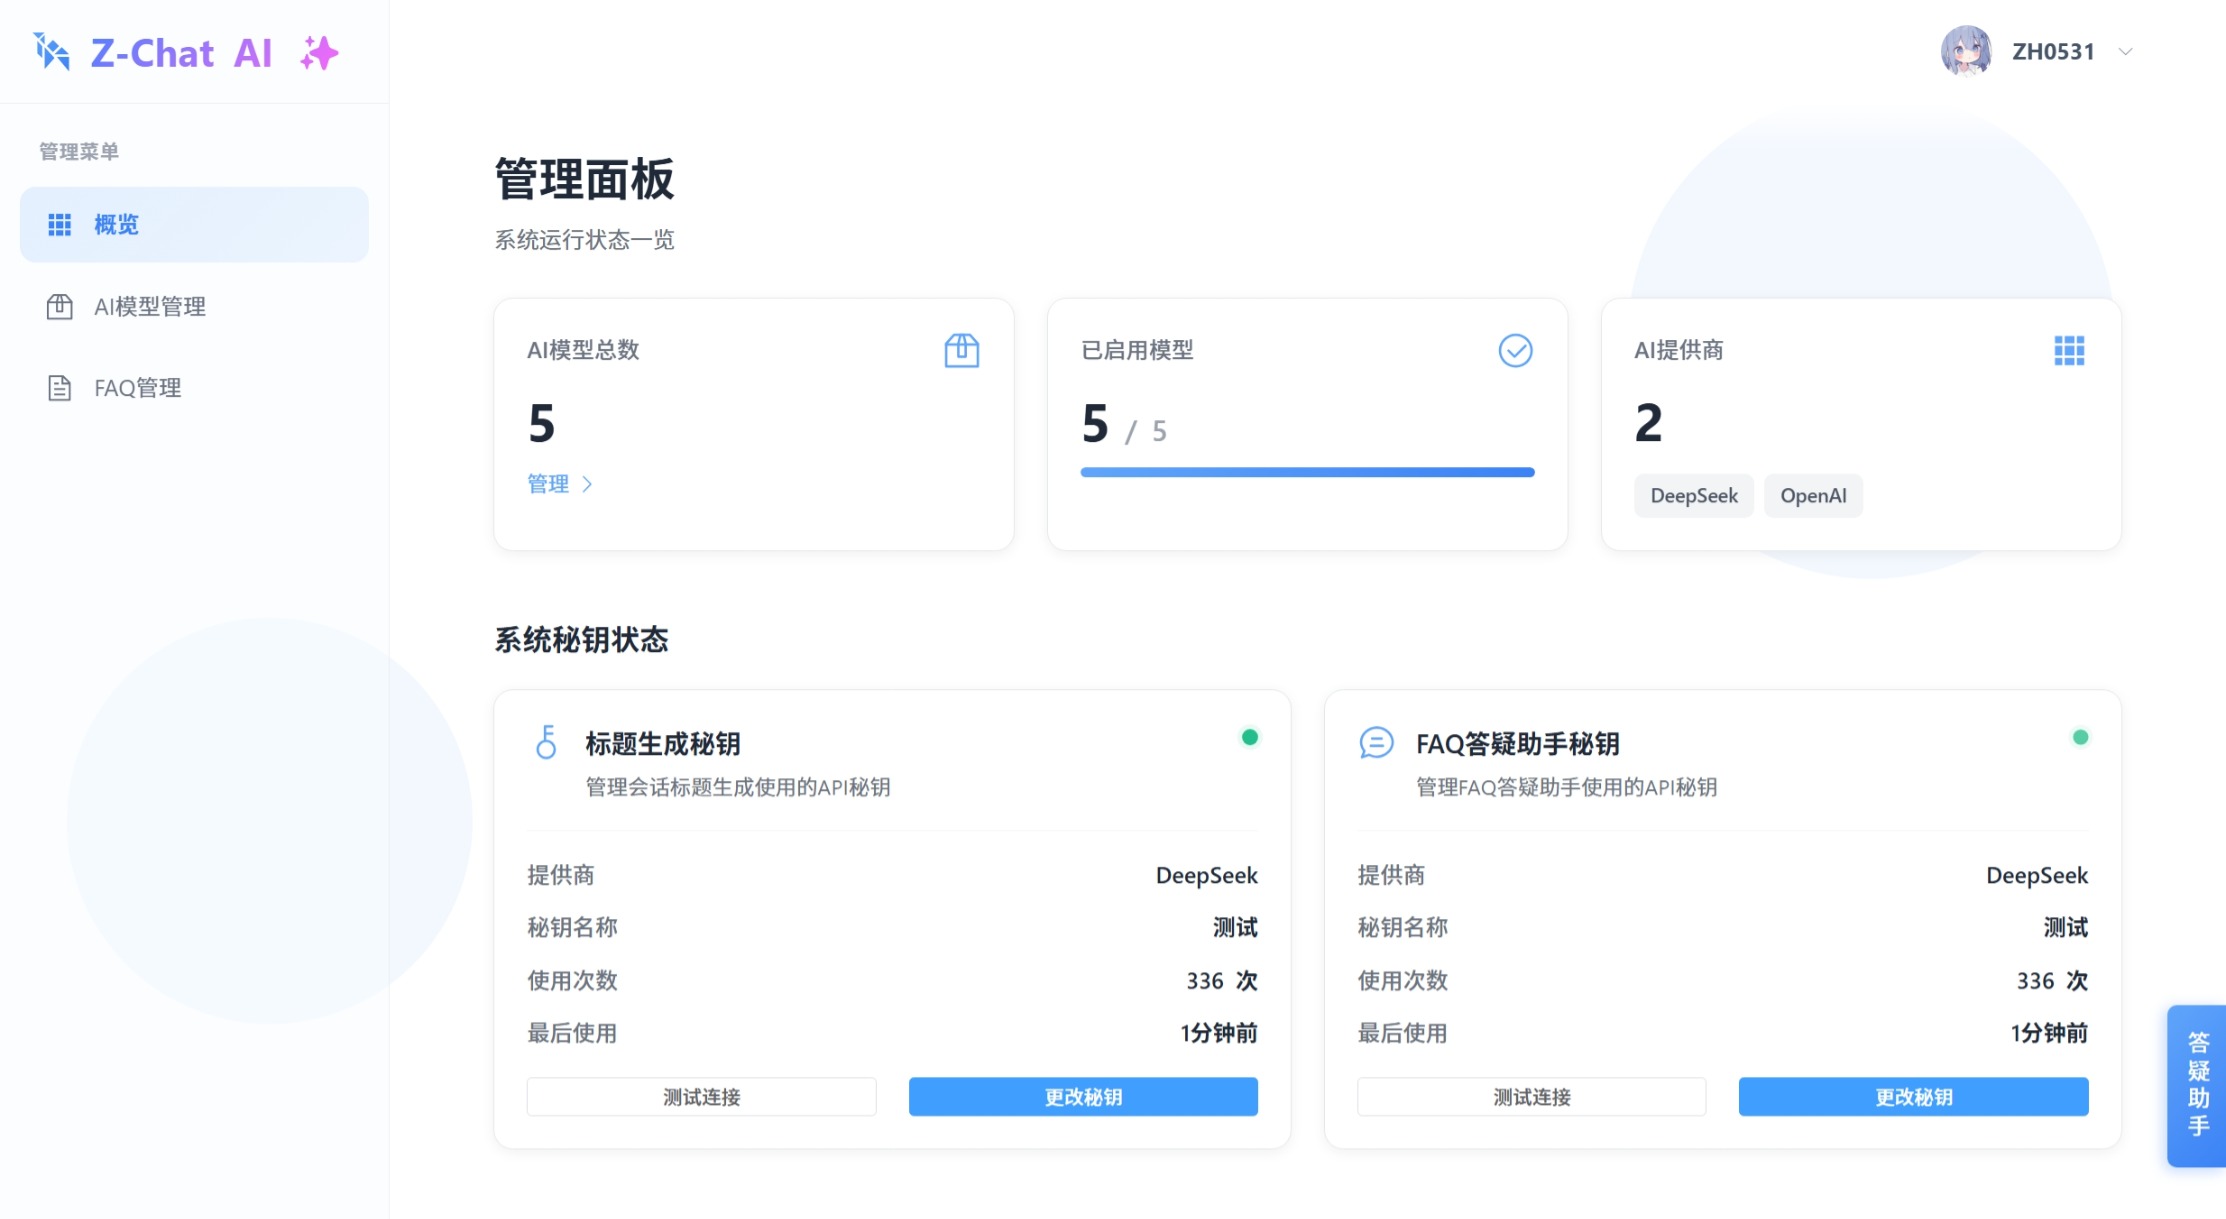 Z-Chat AI
ZH0531
管理菜单
概览
AI模型管理
FAQ管理
管理面板
系统运行状态一览
AI模型总数
5
管理
已启用模型
5 / 5
AI提供商
2
DeepSeek OpenAI
系统秘钥状态
标题生成秘钥
管理会话标题生成使用的API秘钥
提供商 DeepSeek
秘钥名称 测试
使用次数 336 次
最后使用 1分钟前
测试连接 更改秘钥
FAQ答疑助手秘钥
管理FAQ答疑助手使用的API秘钥
提供商 DeepSeek
秘钥名称 测试
使用次数 336 次
最后使用 1分钟前
测试连接 更改秘钥
答疑助手